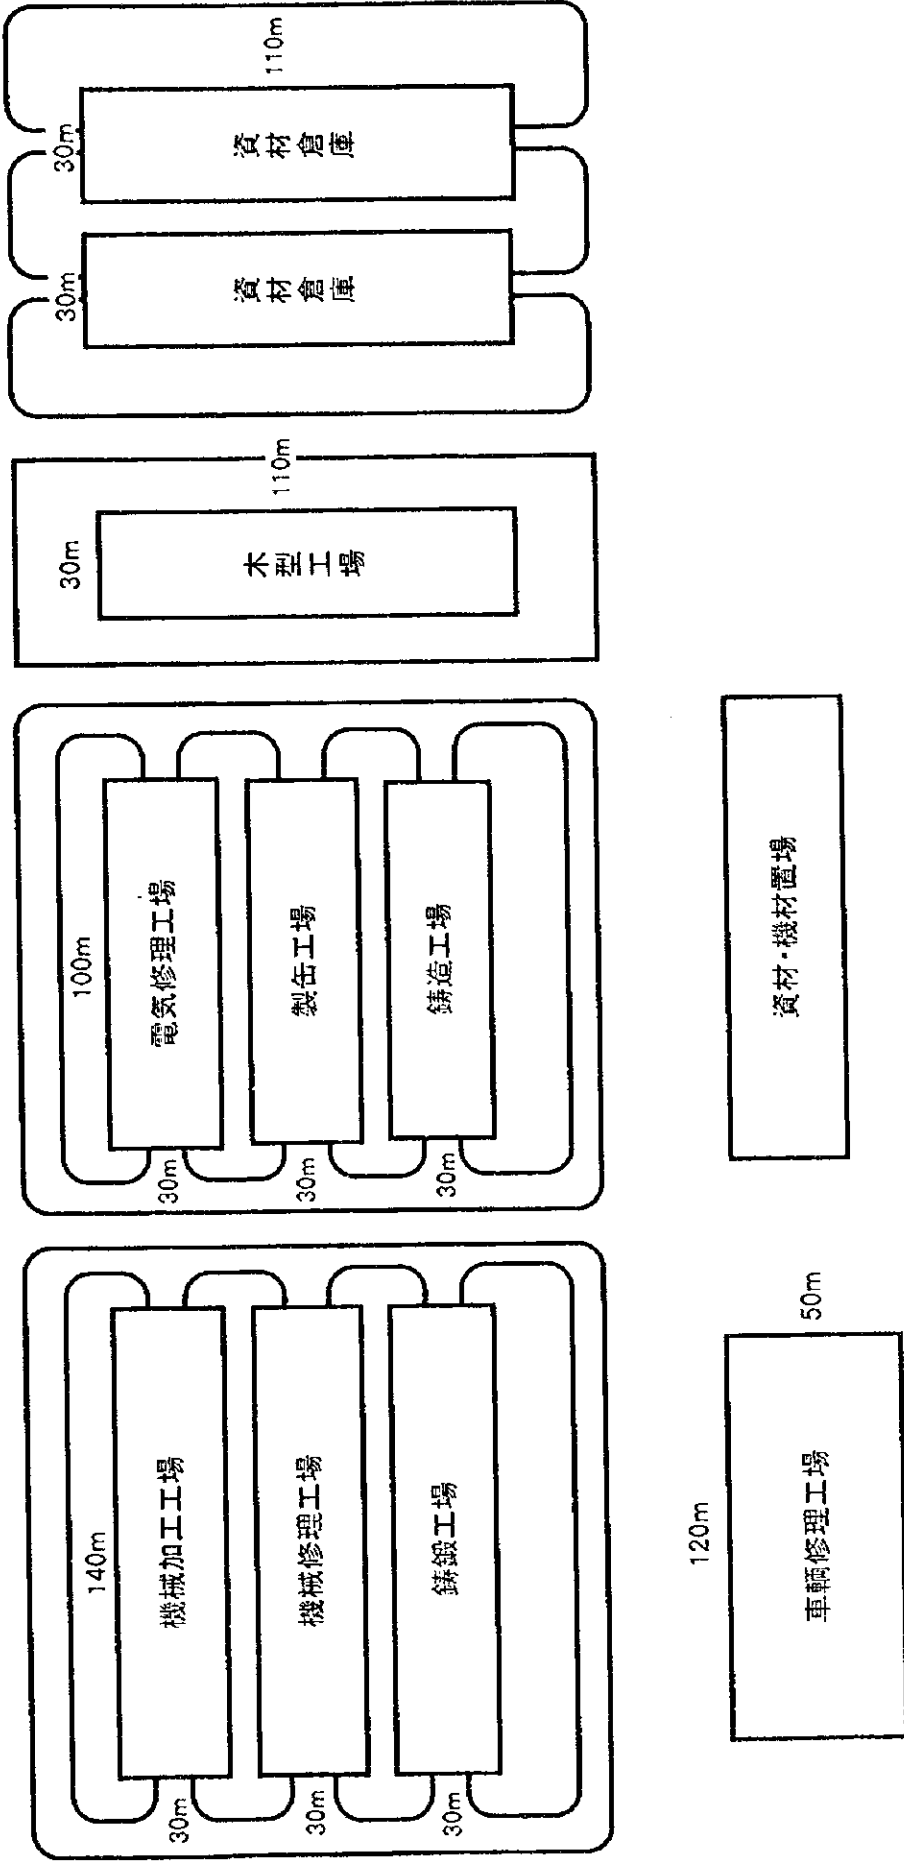 140m
機械加工工場
30m
機械修理工場
30m
鋳鍛工場
30m
100m
電気修理工場
30m
製缶工場
30m
鋳造工場
30m
30m
木型工場
110m
30m
資材倉庫
30m
資材倉庫
110m
120m
車輌修理工場
50m
資材・機材置場